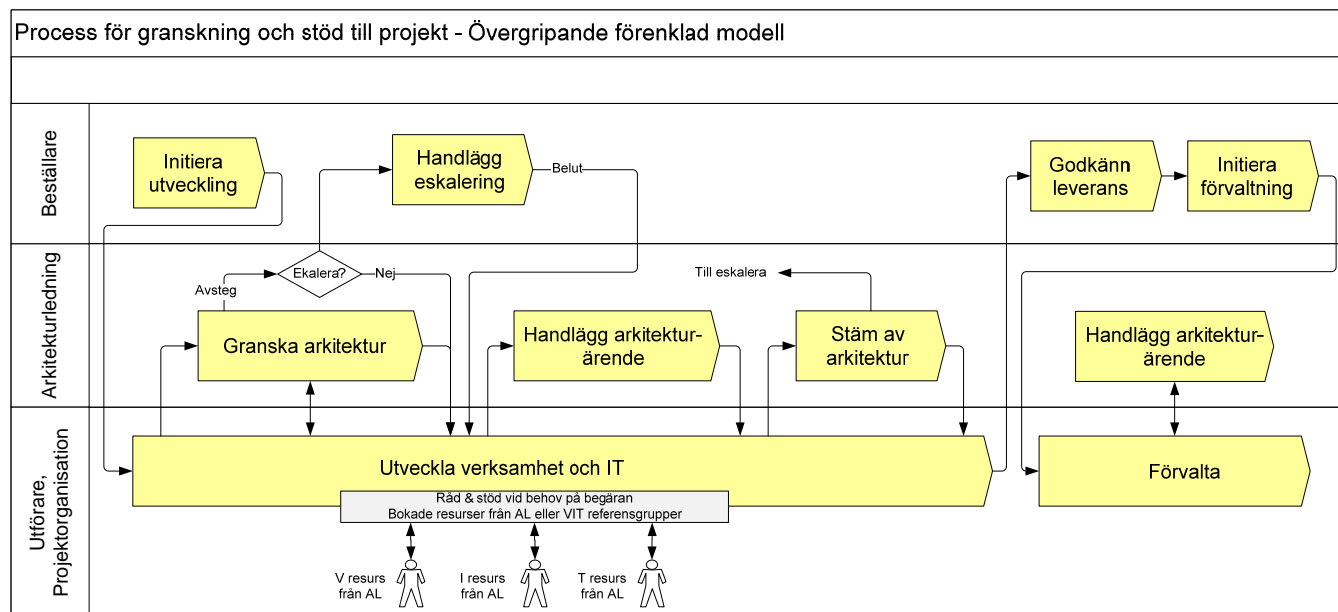 Process för granskning och stöd till projekt - Övergripande förenklad modell
Beställare
Initiera
utveckling
Handlägg
eskalering
Belut
Godkänn
leverans
Initiera
förvaltning
Arkitekturledning
Ekalera?
Nej
Avsteg
Till eskalera
Granska arkitektur
Handlägg arkitektur-
ärende
Stäm av
arkitektur
Handlägg arkitektur-
ärende
Utförare,
Projektorganisation
Utveckla verksamhet och IT
Förvalta
Råd & stöd vid behov på begäran
Bokade resurser från AL eller VIT referensgrupper
V resurs
från AL
I resurs
från AL
T resurs
från AL